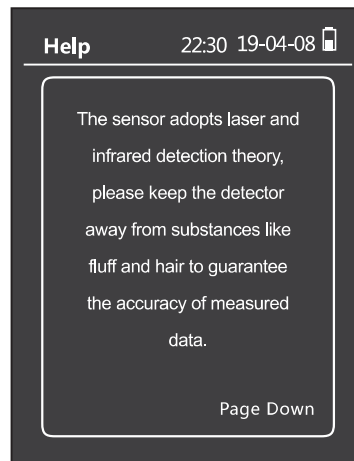 Help 22:30 19-04-08
The sensor adopts laser and
infrared detection theory,
please keep the detector
away from substances like
fluff and hair to guarantee
the accuracy of measured
data.
Page Down